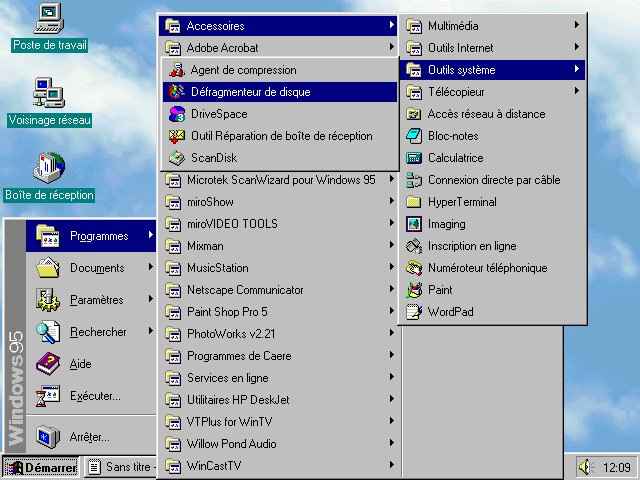 Poste de travail
Voisinage réseau
Boîte de réception
Windows95
Programmes
Documents
Paramètres
Rechercher
Aide
Exécuter...
Arrêter...
Accessoires
Adobe Acrobat
Microtek ScanWizard pour Windows 95
miroShow
miroVIDEO TOOLS
Mixman
MusicStation
Netscape Communicator
Paint Shop Pro 5
PhotoWorks v2.21
Programmes de Caere
Services en ligne
Utilitaires HP DeskJet
VTPlus for WinTV
Willow Pond Audio
WinCastTV
Multimédia
Outils Internet
Outils système
Télécopieur
Accès réseau à distance
Bloc-notes
Calculatrice
Connexion directe par câble
HyperTerminal
Imaging
Inscription en ligne
Numéroteur téléphonique
Paint
WordPad
Agent de compression
Défragmenteur de disque
DriveSpace
Outil Réparation de boîte de réception
ScanDisk
Démarrer
Sans titre -
12:09